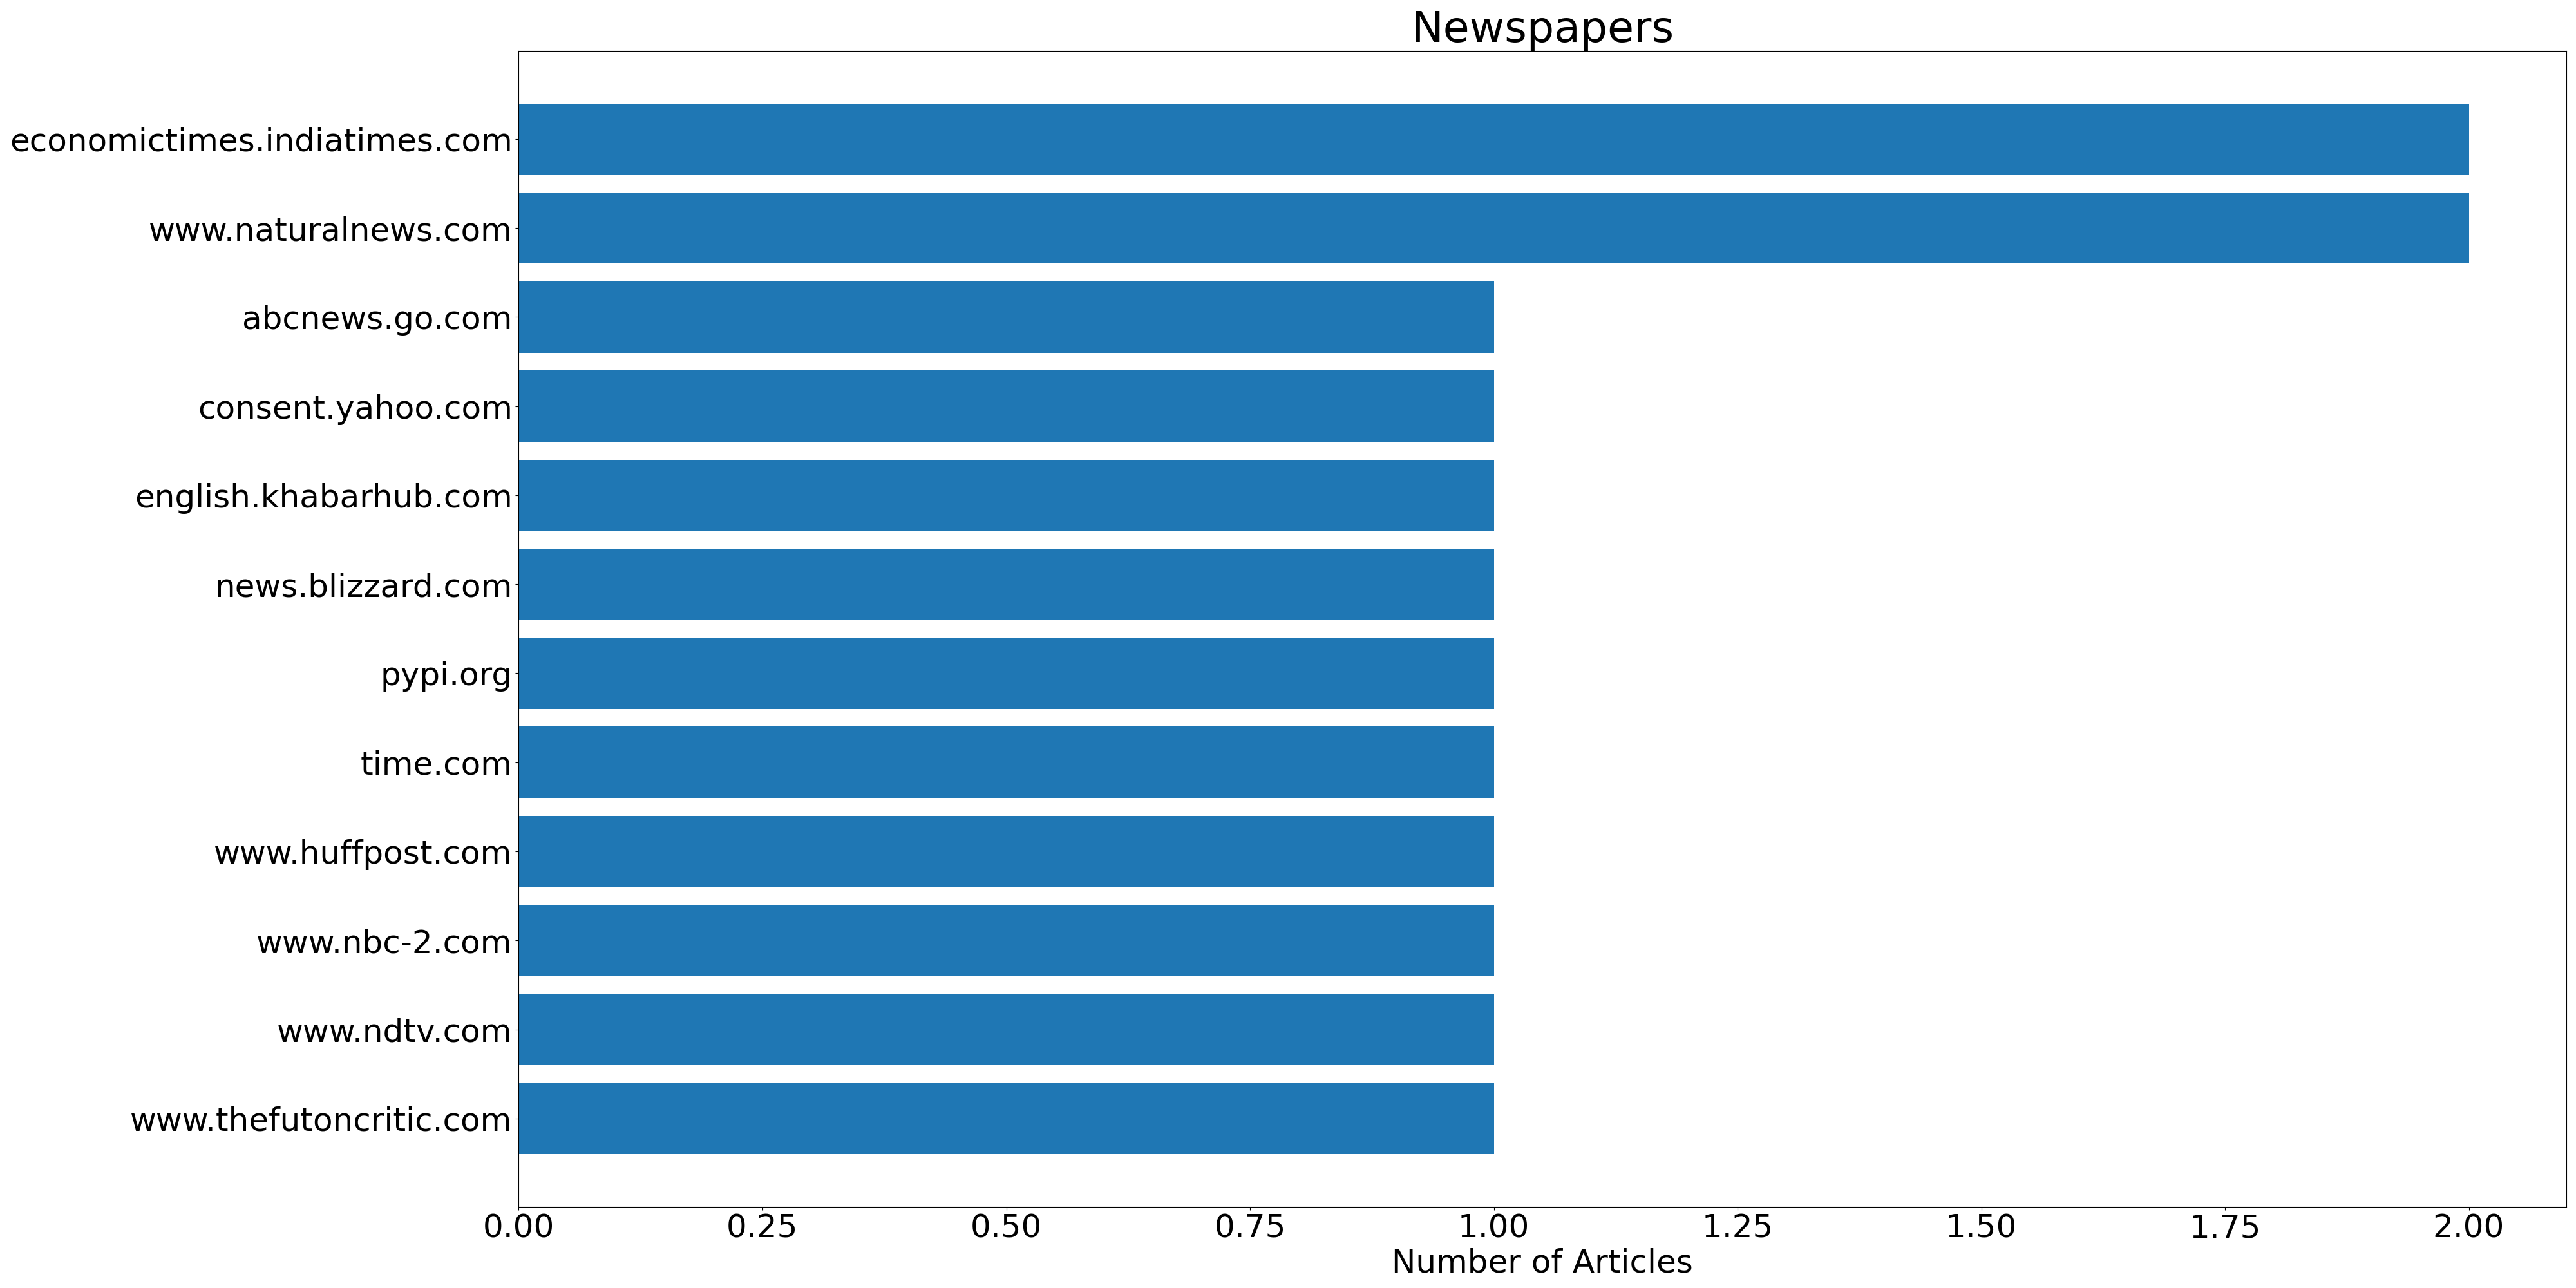 Newspapers
economictimes.indiatimes.com
www.naturalnews.com
abcnews.go.com
consent.yahoo.com
english.khabarhub.com
news.blizzard.com
pypi.org
time.com
www.huffpost.com
www.nbc-2.com
www.ndtv.com
www.thefutoncritic.com
0.00 0.25 0.50 0.75 1.00 1.25 1.50 1.75 2.00
Number of Articles